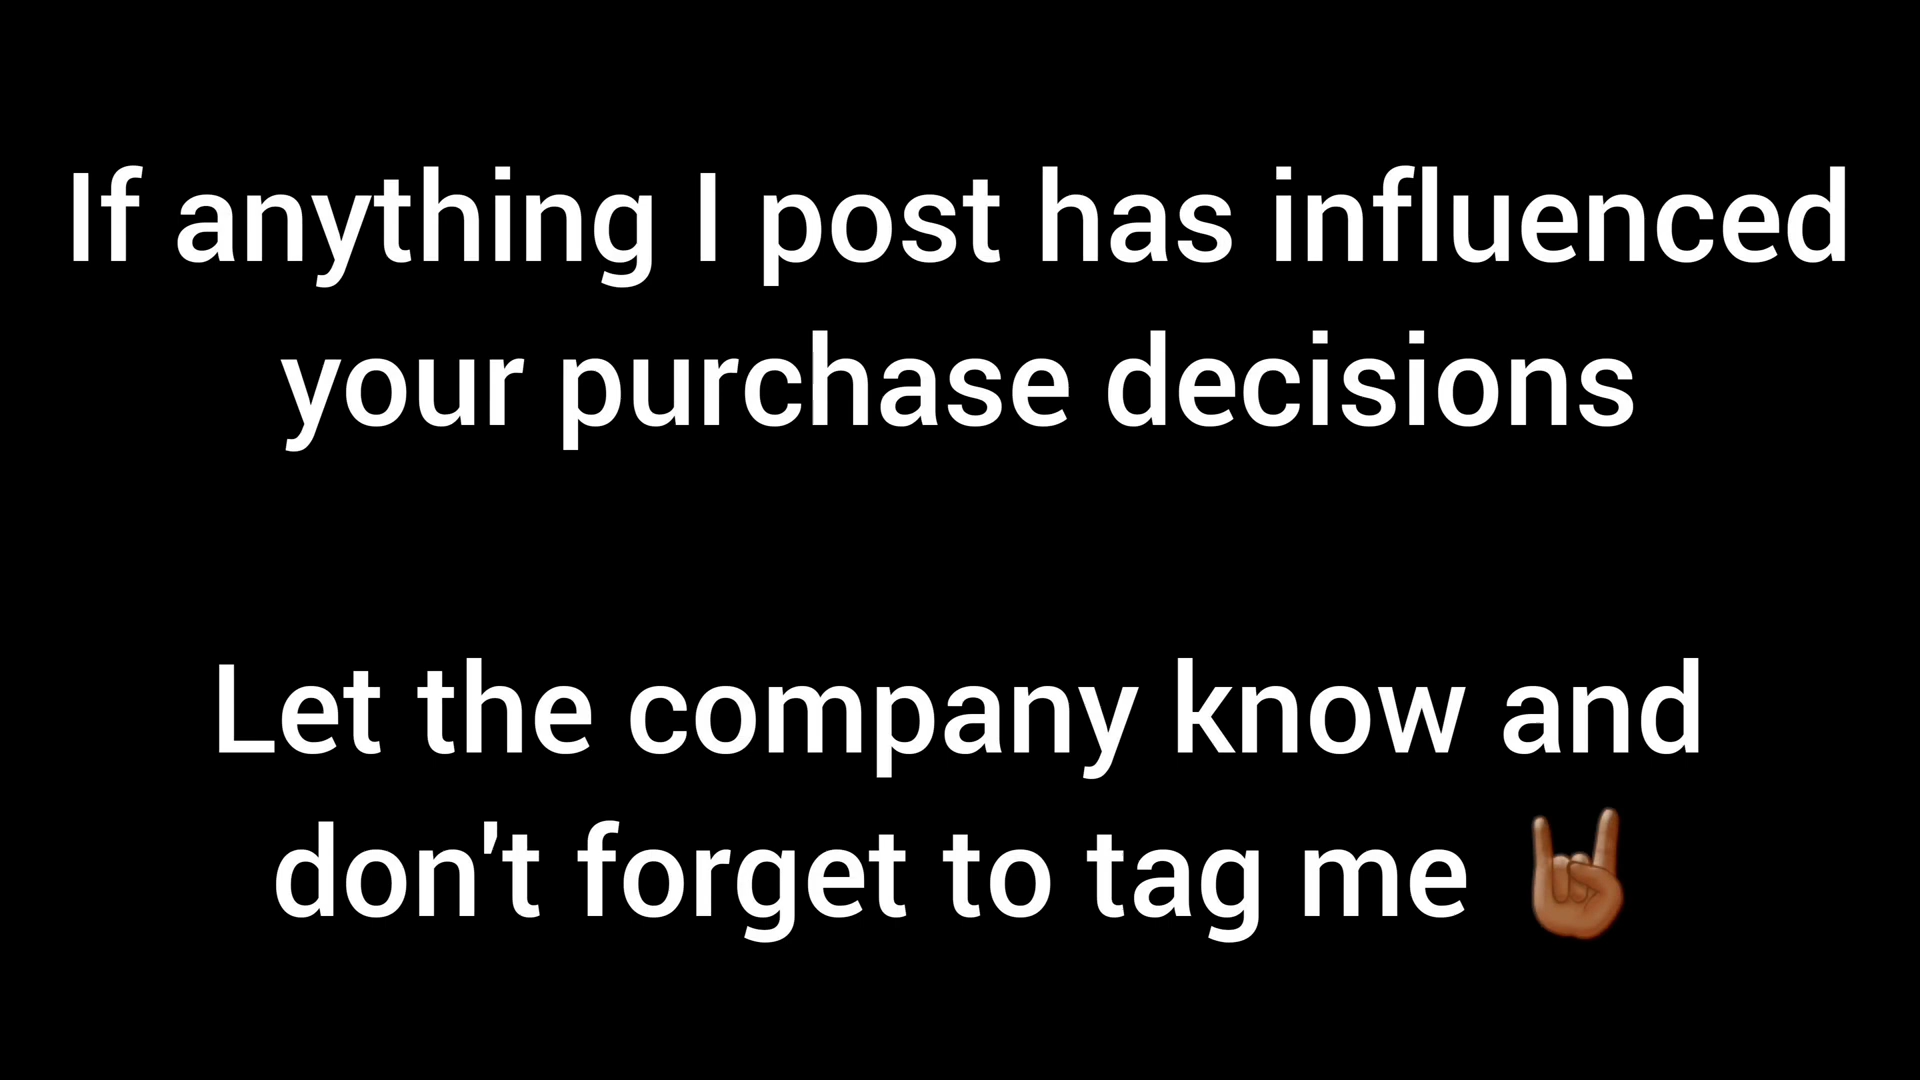 If anything I post has influenced
your purchase decisions
Let the company know and
don't forget to tag me 🤘🏾